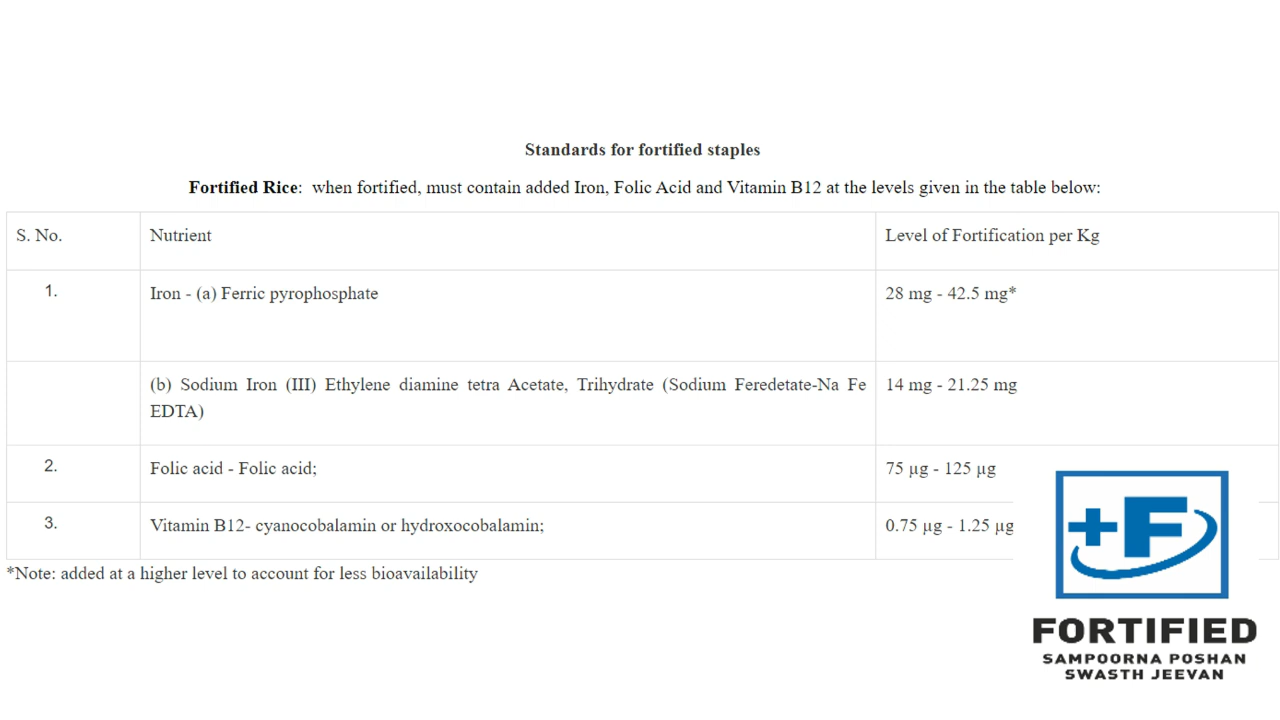 Standards for fortified staples
Fortified Rice: when fortified, must contain added Iron, Folic Acid and Vitamin B12 at the levels given in the table below:
S. No. Nutrient Level of Fortification per Kg
1. Iron - (a) Ferric pyrophosphate 28 mg - 42.5 mg*
(b) Sodium Iron (III) Ethylene diamine tetra Acetate, Trihydrate (Sodium Feredetate-Na Fe 14 mg - 21.25 mg
EDTA)
2. Folic acid - Folic acid; 75 µg - 125 µg
3. Vitamin B12- cyanocobalamin or hydroxocobalamin; 0.75 µg - 1.25 µg
*Note: added at a higher level to account for less bioavailability
+F
FORTIFIED
SAMPOORNA POSHAN
SWASTH JEEVAN